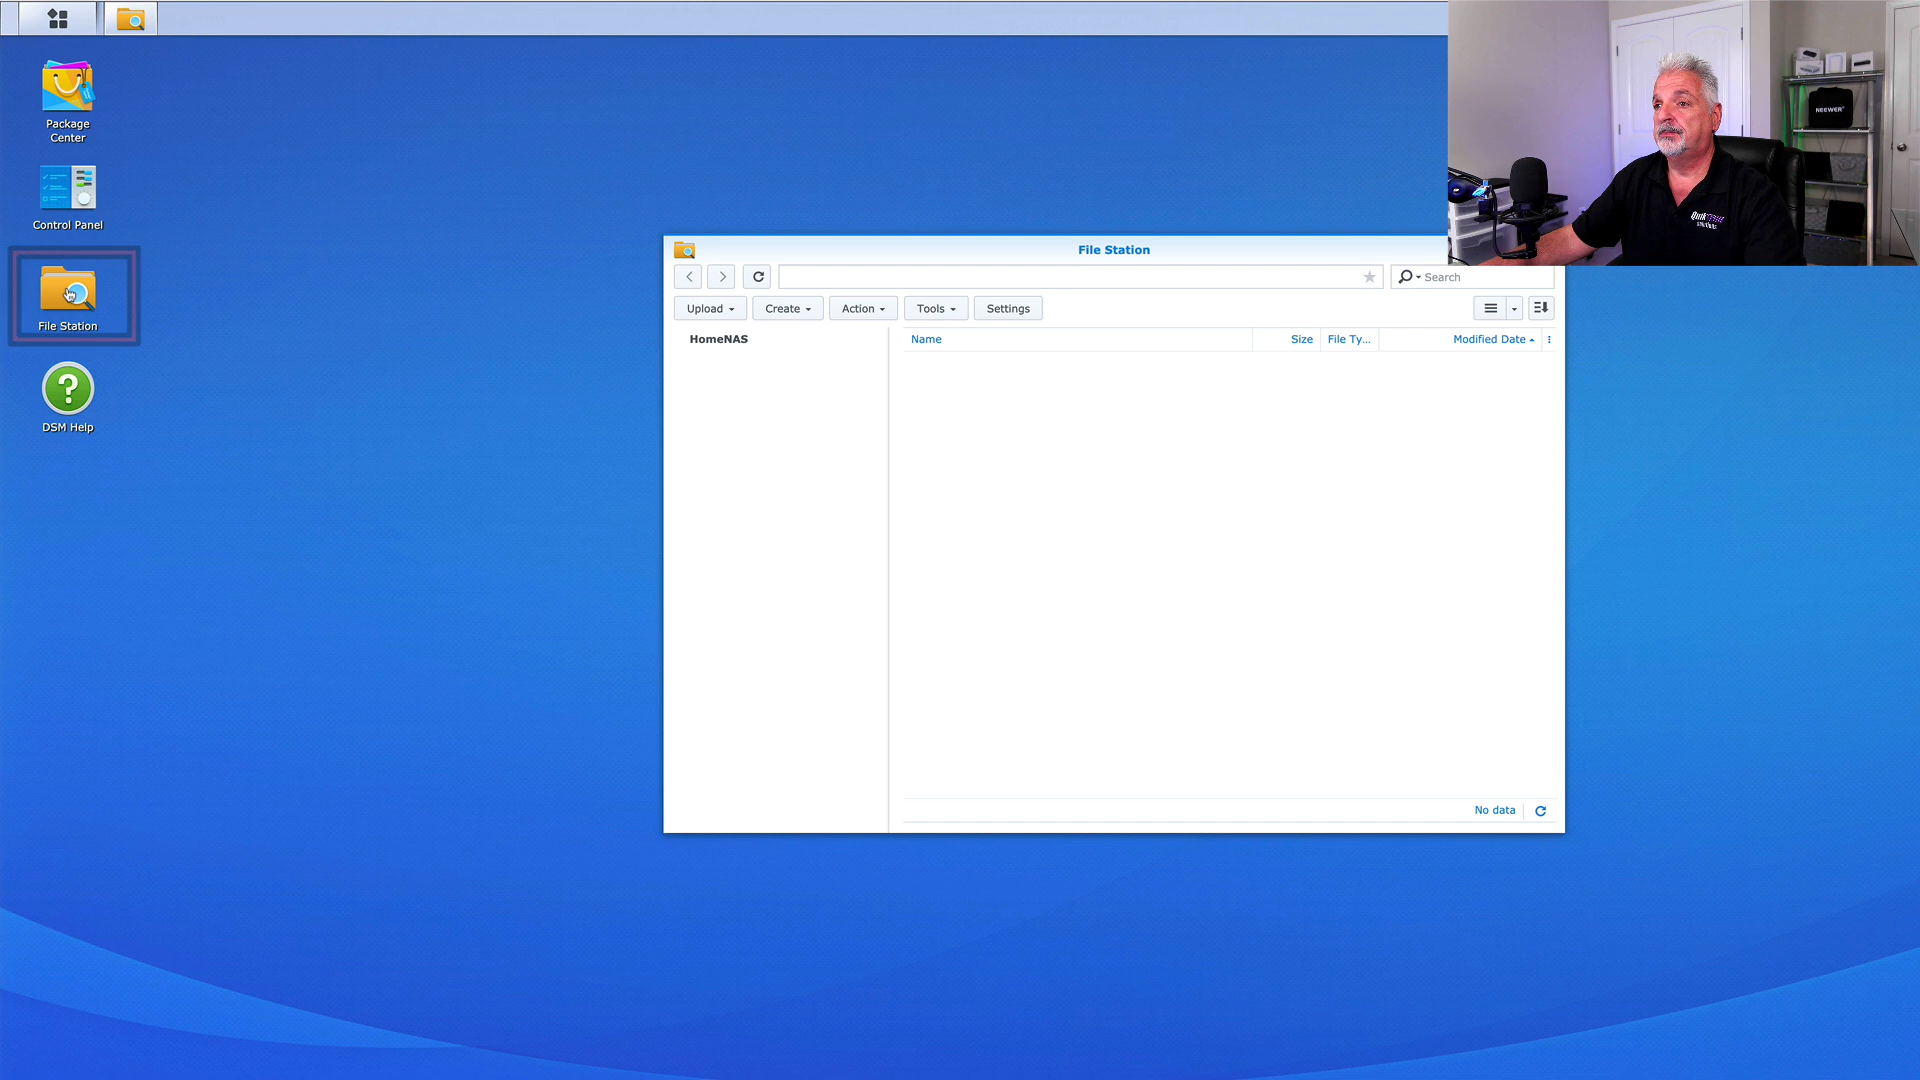 Package
Center
Control Panel
File Station
DSM Help
File Station
Search
Upload
Create
Action
Tools
Settings
HomeNAS
Name
Size
File Ty...
Modified Date
No data
NEEWER